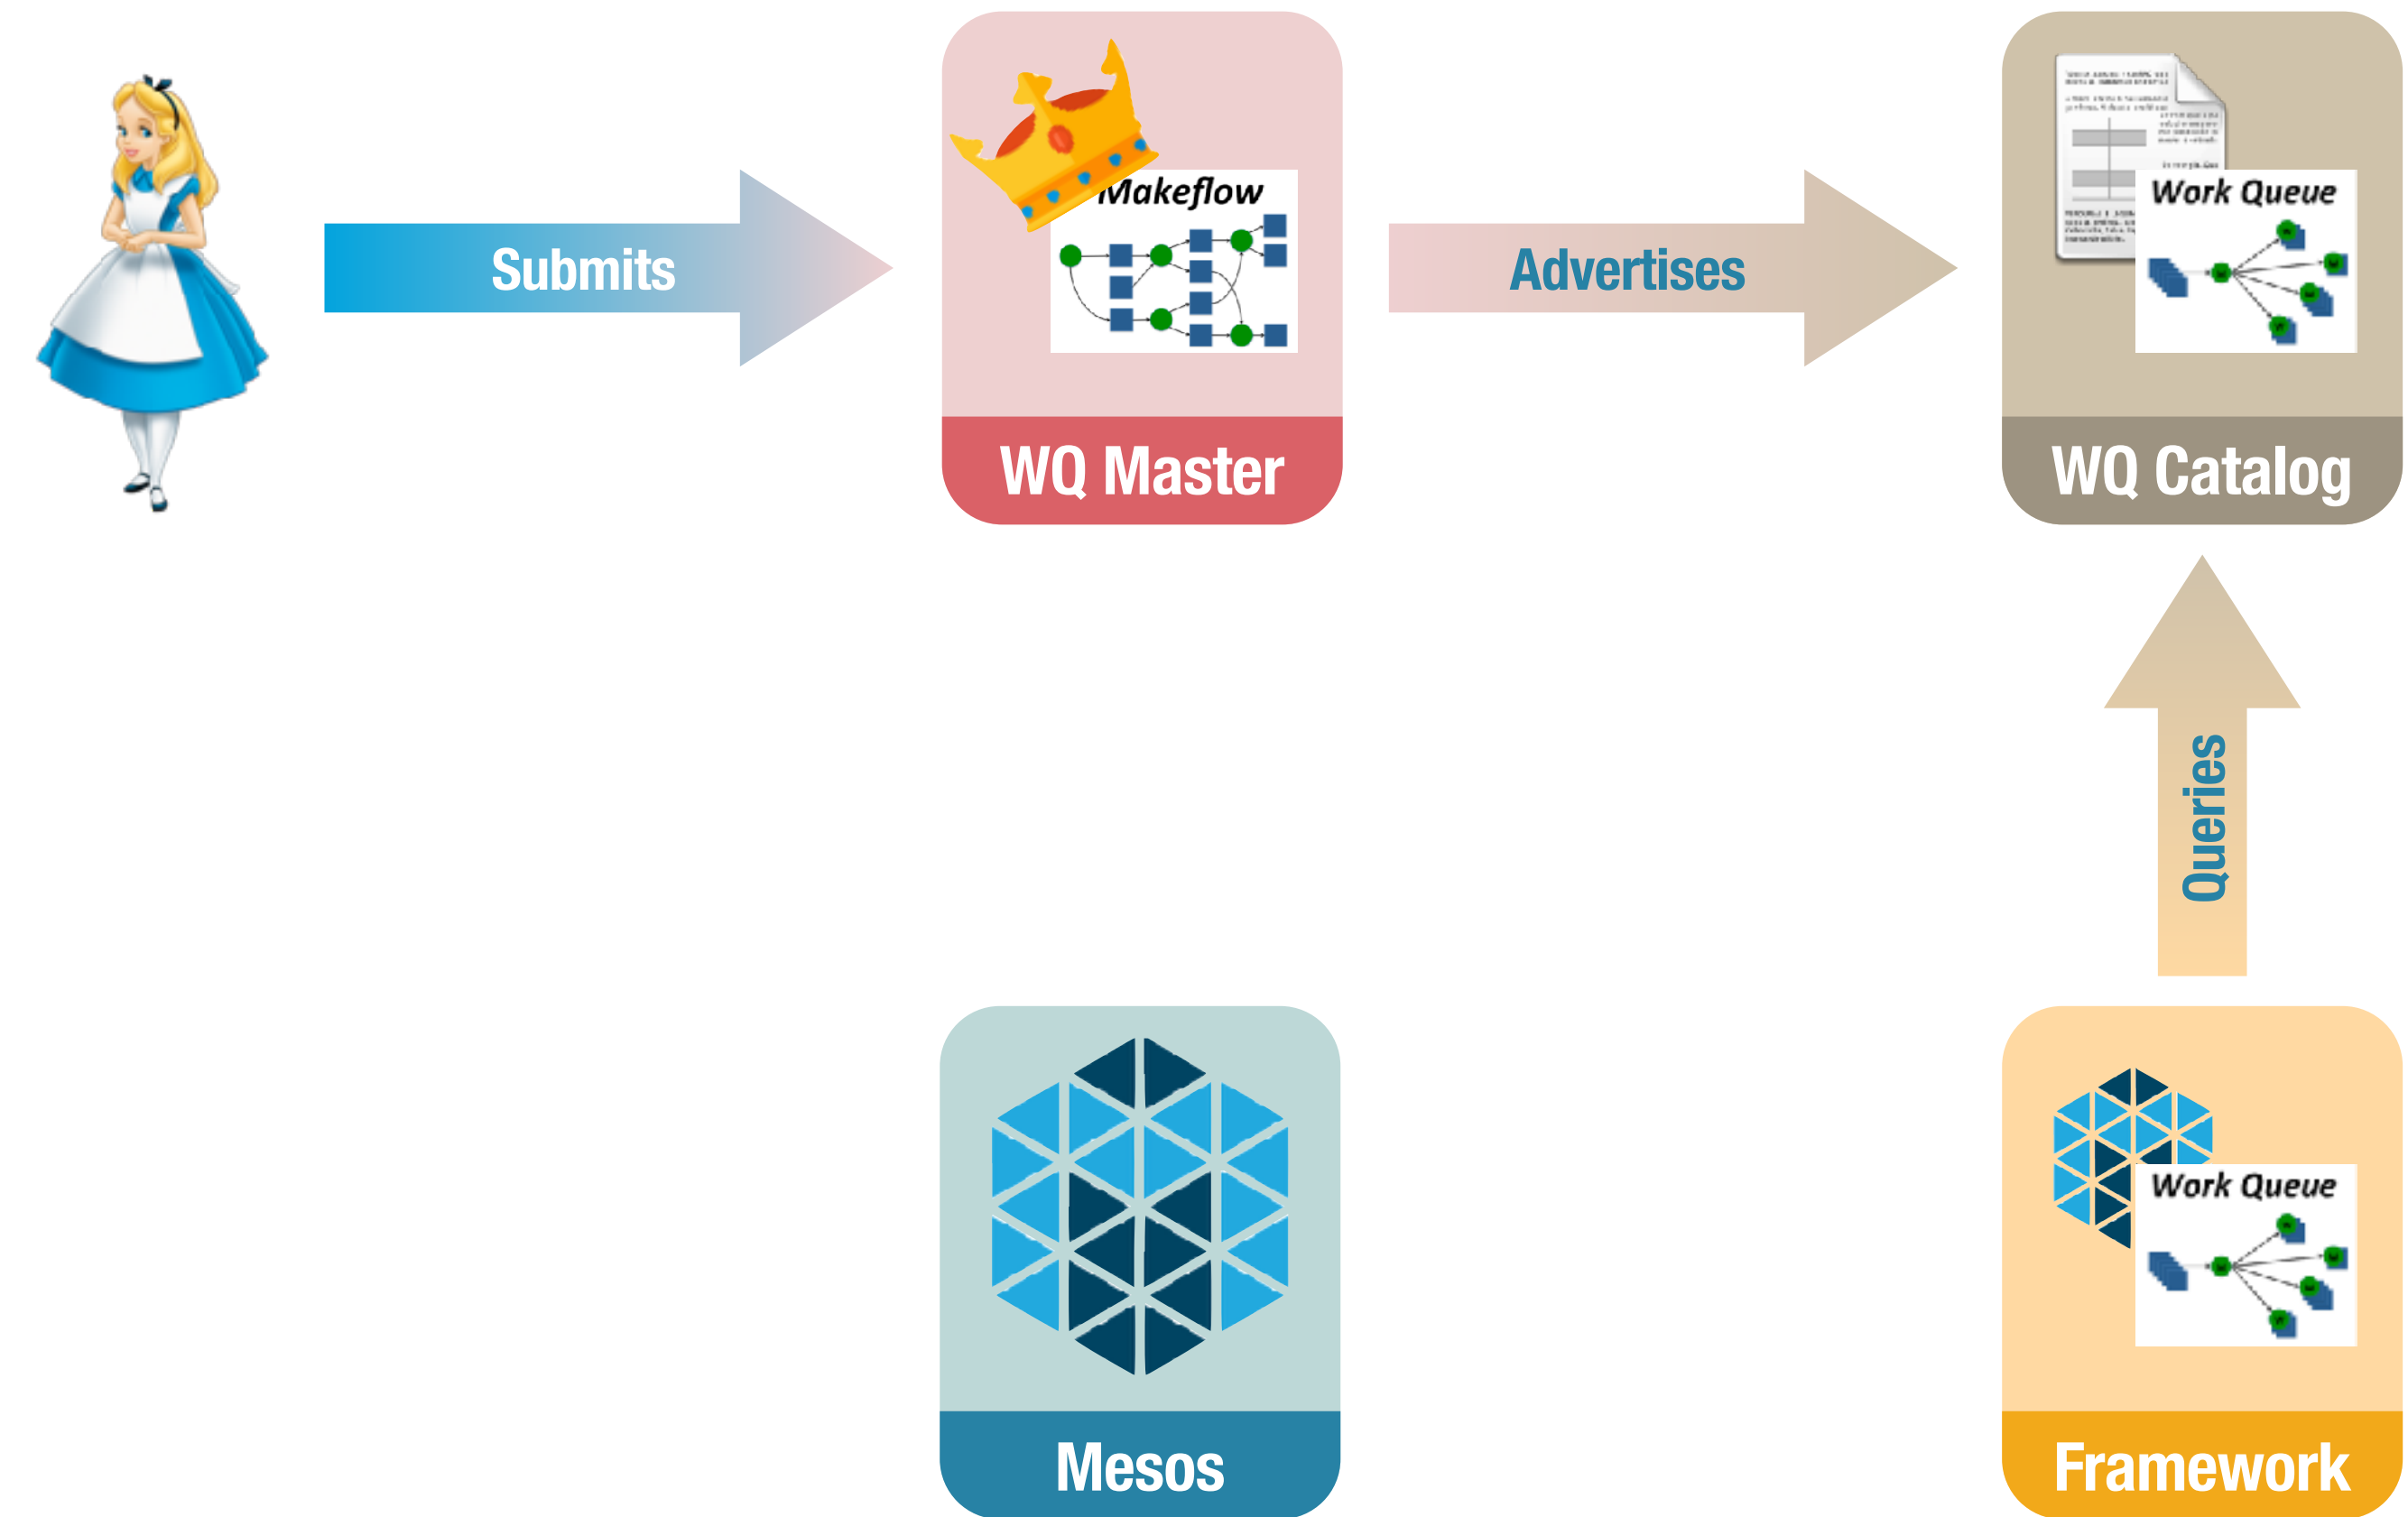 Submits
Makeflow
WQ Master
Advertises
Work Queue
WQ Catalog
Queries
Mesos
Work Queue
Framework